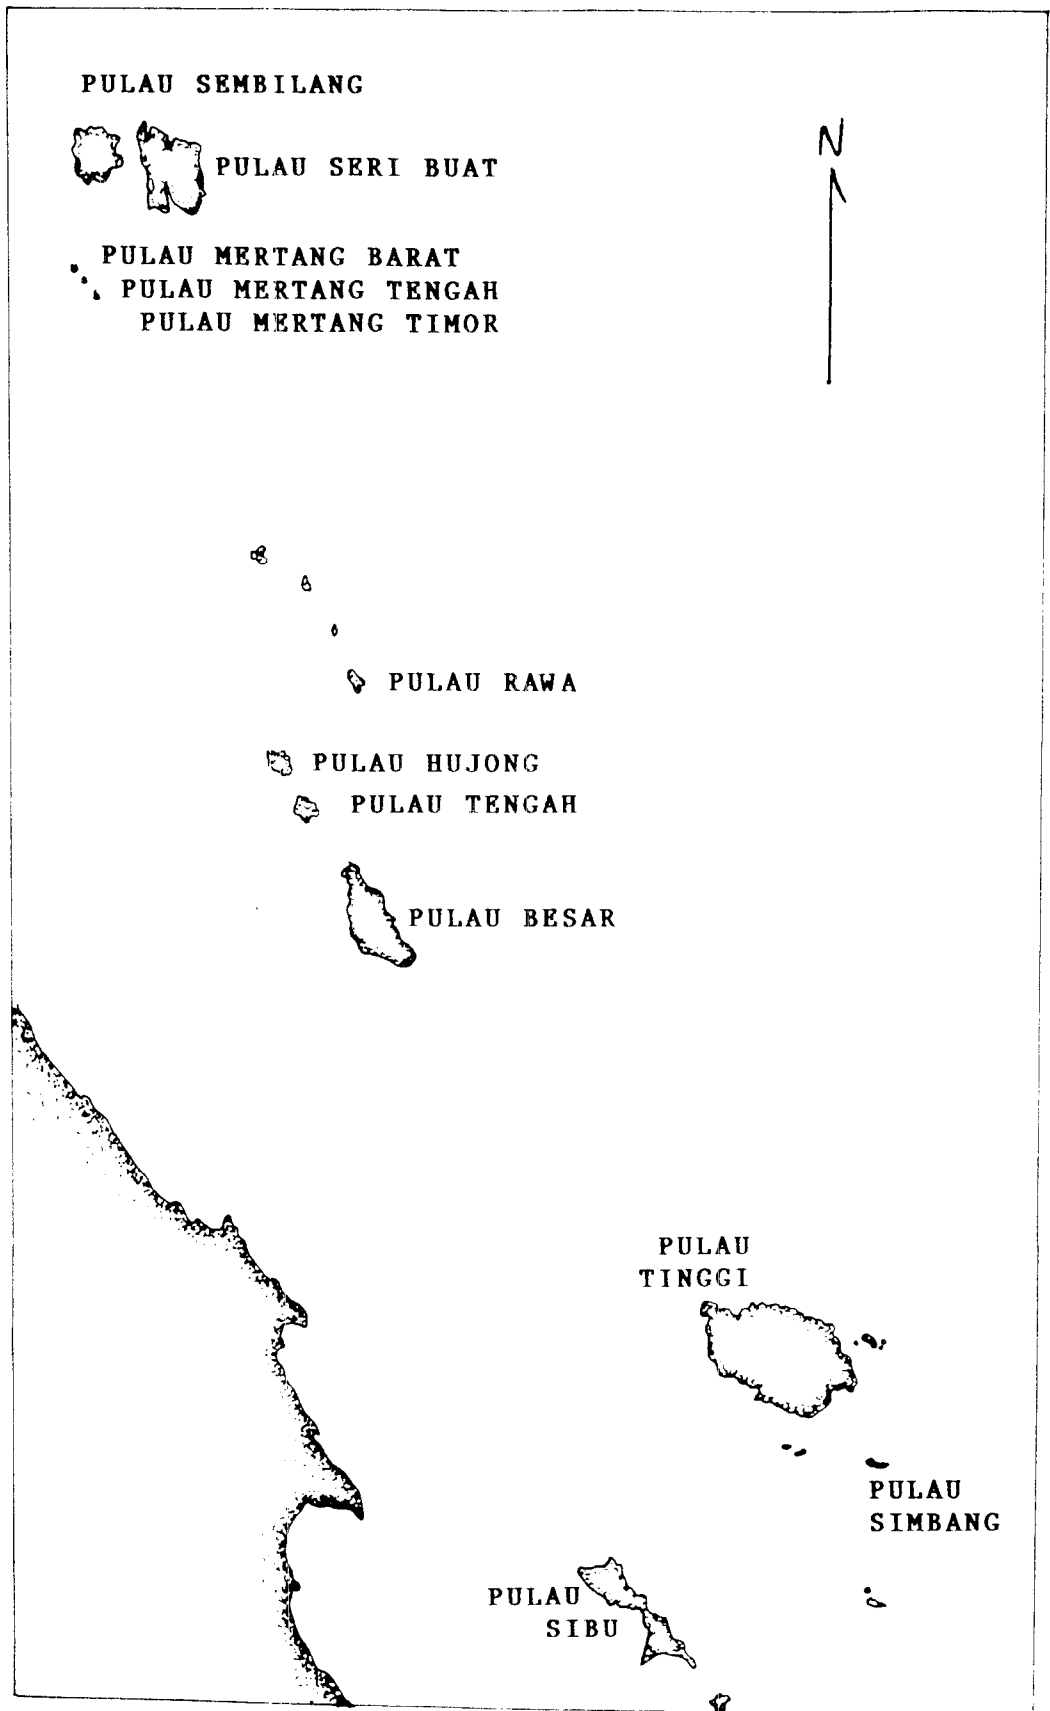 PULAU SEMBILANG
N
PULAU SERI BUAT
PULAU MERTANG BARAT
PULAU MERTANG TENGAH
PULAU MERTANG TIMOR
PULAU RAWA
PULAU HUJONG
PULAU TENGAH
PULAU BESAR
PULAU
TINGGI
PULAU
SIMBANG
PULAU
SIBU